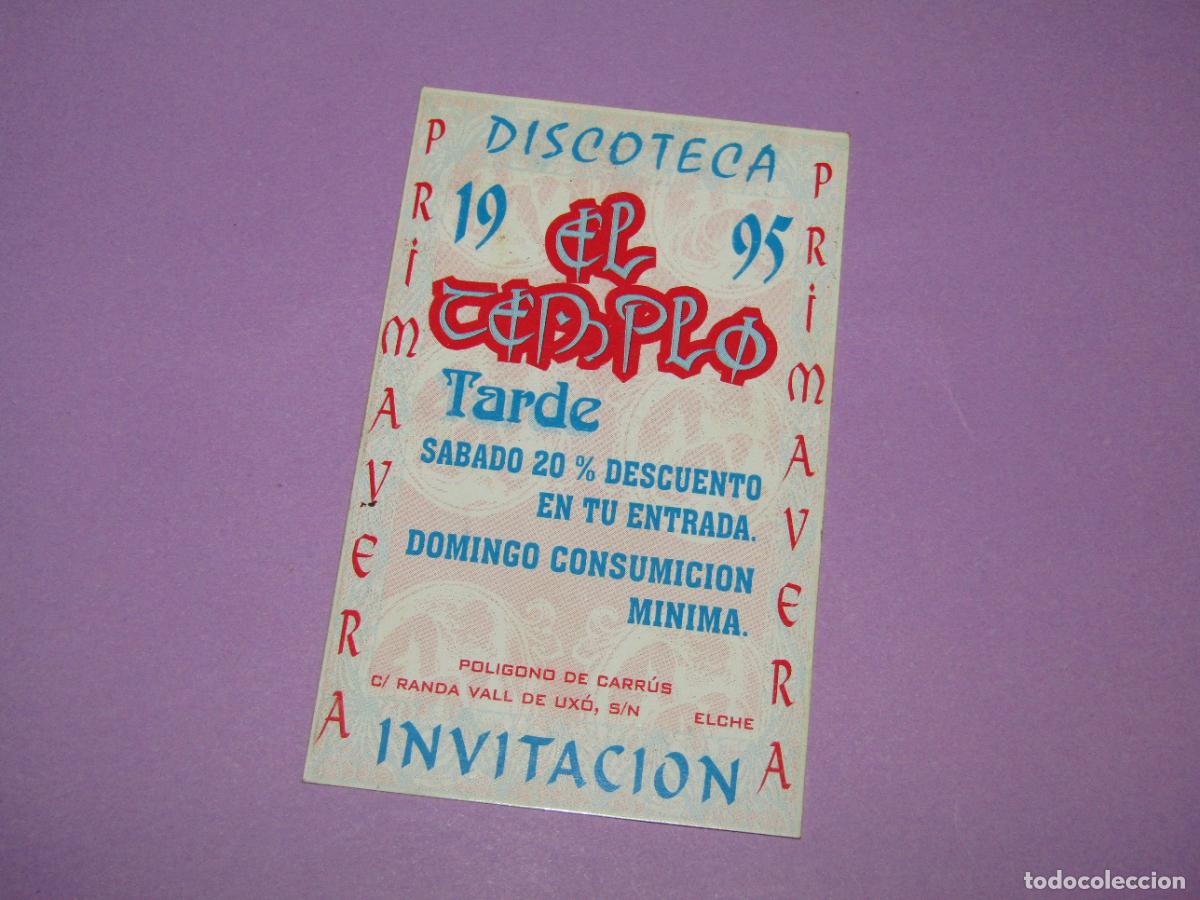 DISCOTECA
19 95
EL
TEMPLO
Tarde
SABADO 20 % DESCUENTO
EN TU ENTRADA.
DOMINGO CONSUMICION
MINIMA.
POLIGONO DE CARRÚS
C/ RANDA VALL DE UXÓ, S/N ELCHE
INVITACION
PRiMAVERA
PRiMAVERA
todocoleccion